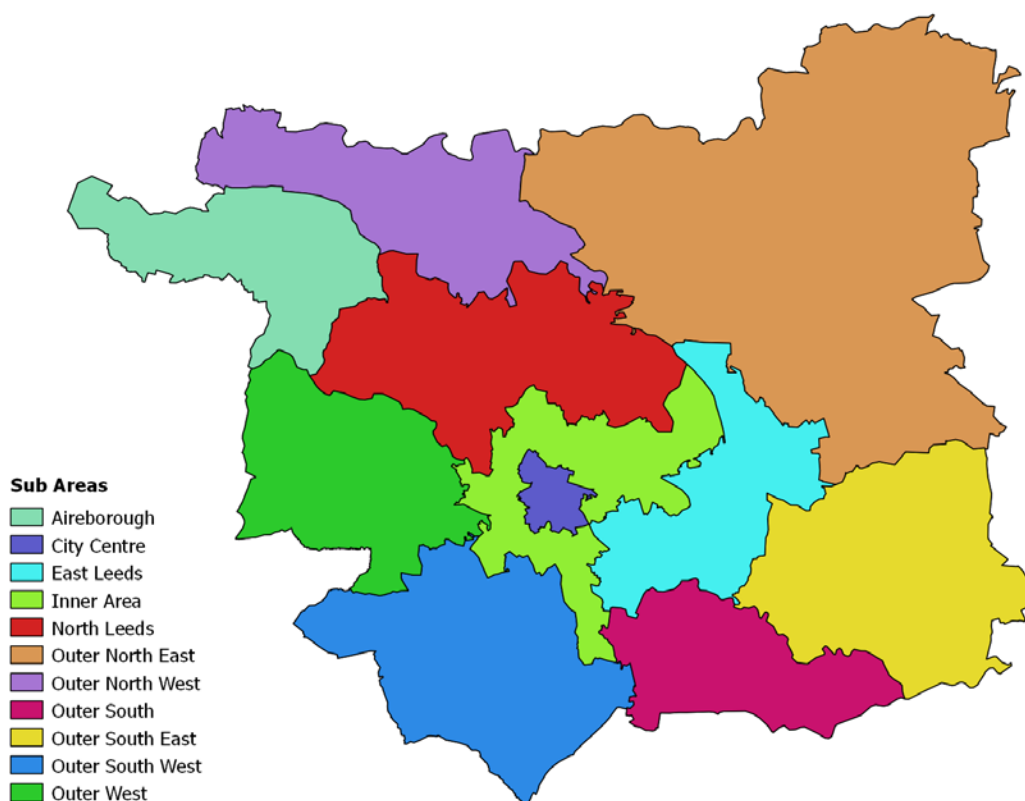 Sub Areas
Aireborough
City Centre
East Leeds
Inner Area
North Leeds
Outer North East
Outer North West
Outer South
Outer South East
Outer South West
Outer West